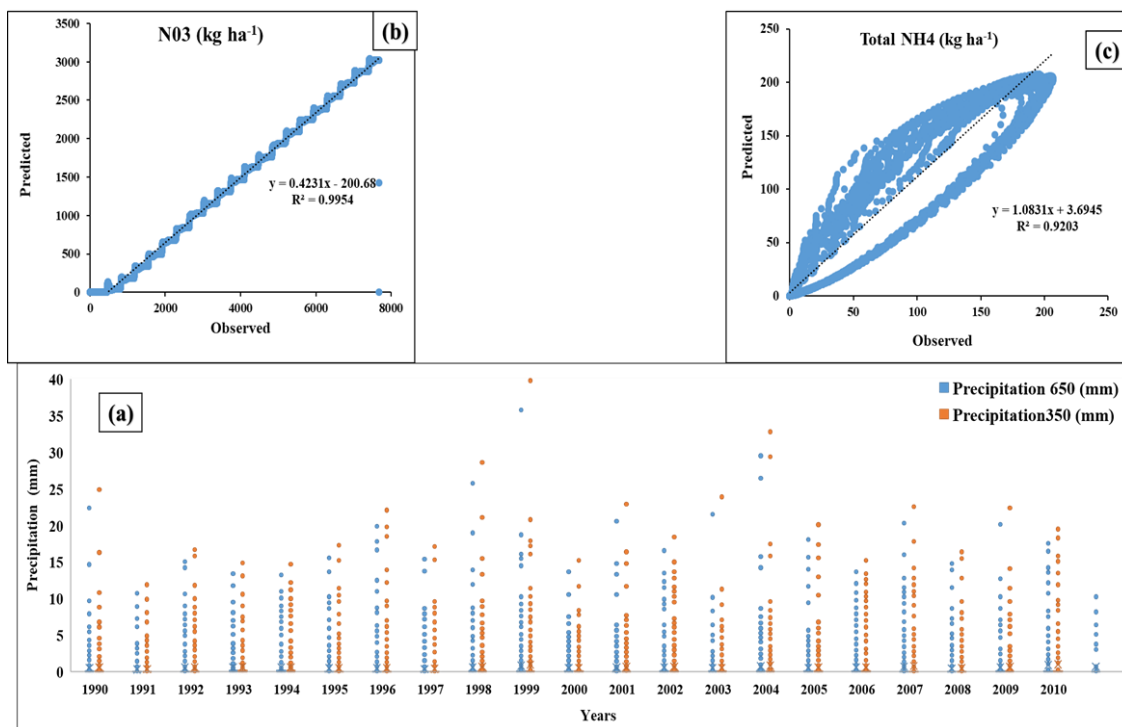 N03 (kg ha-1)
(b)
3500
3000
2500
2000
1500
1000
500
0
Predicted
y = 0.4231x - 200.68
R² = 0.9954
0 2000 4000 6000 8000
Observed
Total NH4 (kg ha-1)
(c)
250
200
150
100
50
0
Predicted
y = 1.0831x + 3.6945
R² = 0.9203
0 50 100 150 200 250
Observed
(a)
Precipitation 650 (mm)
Precipitation350 (mm)
40
35
30
25
20
15
10
5
0
Precipitation (mm)
1990 1991 1992 1993 1994 1995 1996 1997 1998 1999 2000 2001 2002 2003 2004 2005 2006 2007 2008 2009 2010
Years